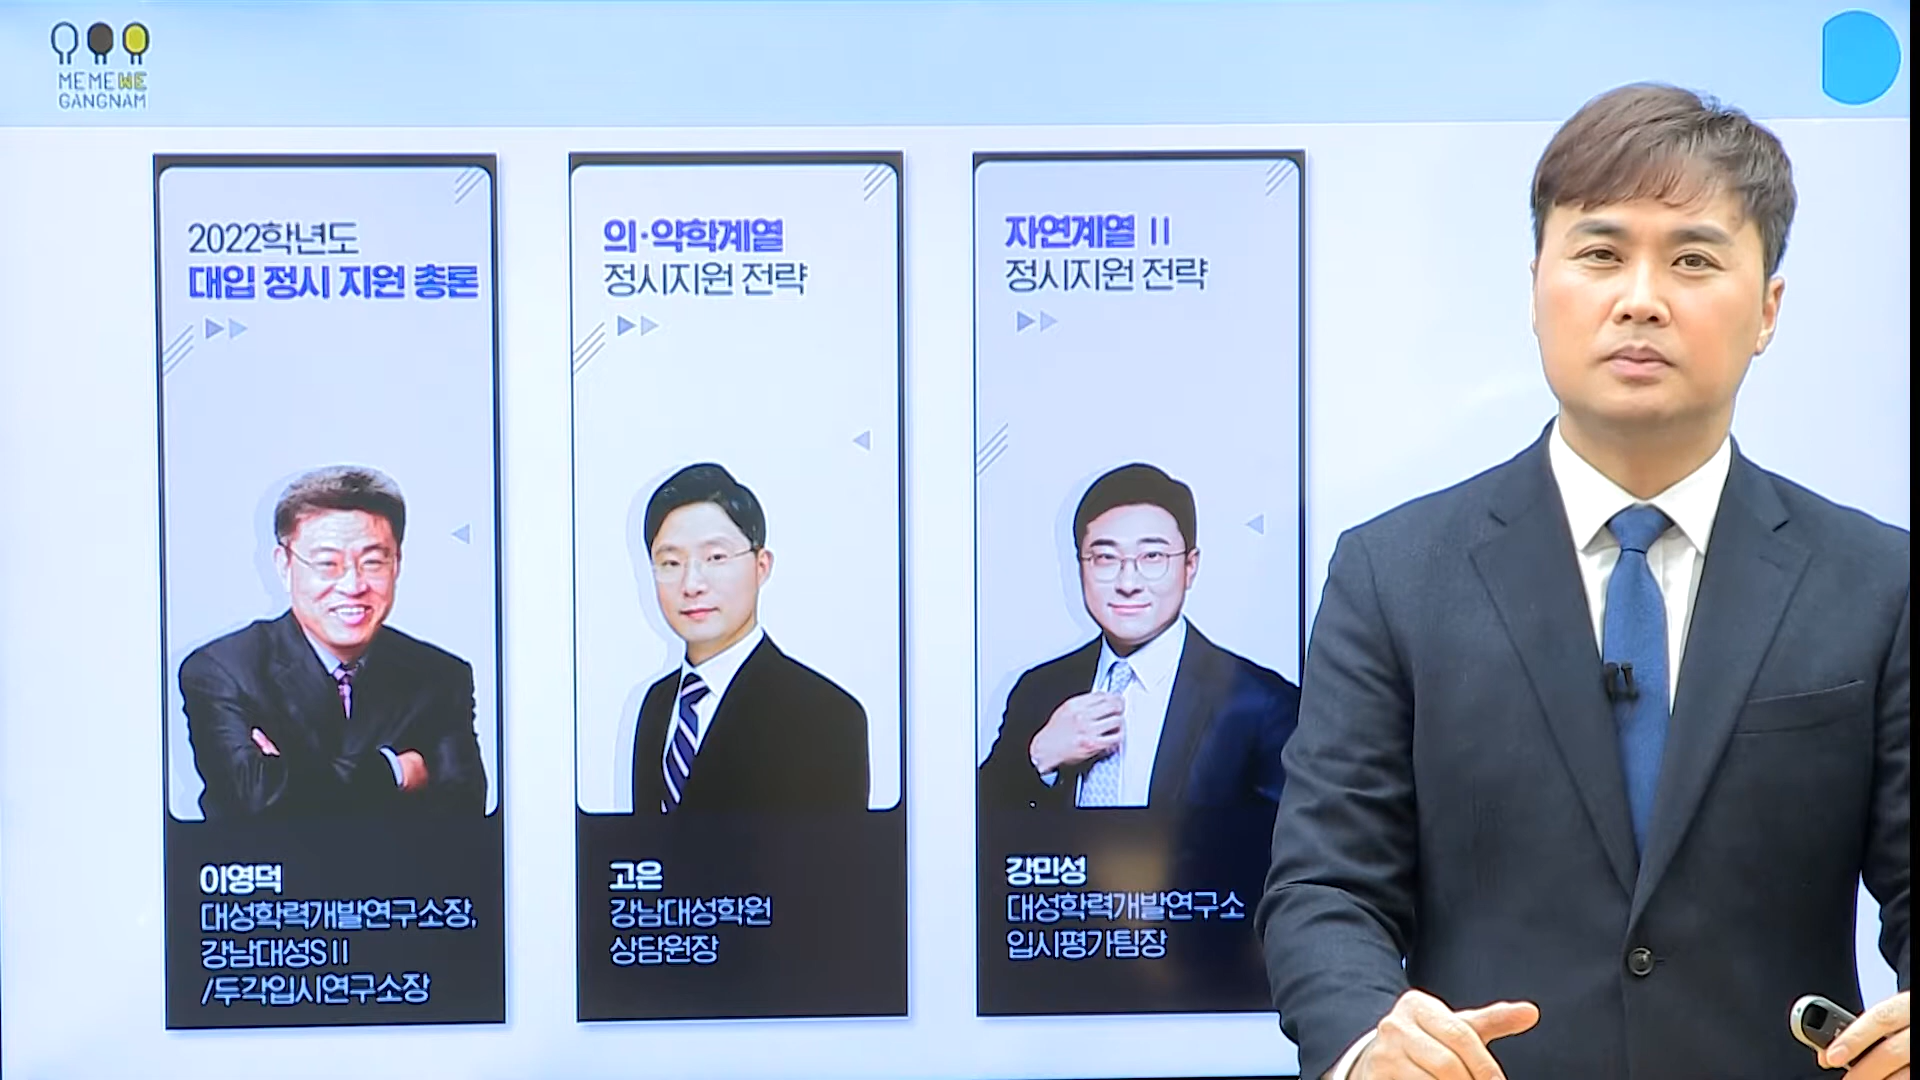 MEMEWE
GANGNAM
2022학년도
대입 정시 지원 총론
이영덕
대성학력개발연구소장,
강남대성SⅡ
/두각입시연구소장
의·약학계열
정시지원 전략
고은
강남대성학원
상담원장
자연계열 Ⅱ
정시지원 전략
강민성
대성학력개발연구소
입시평가팀장